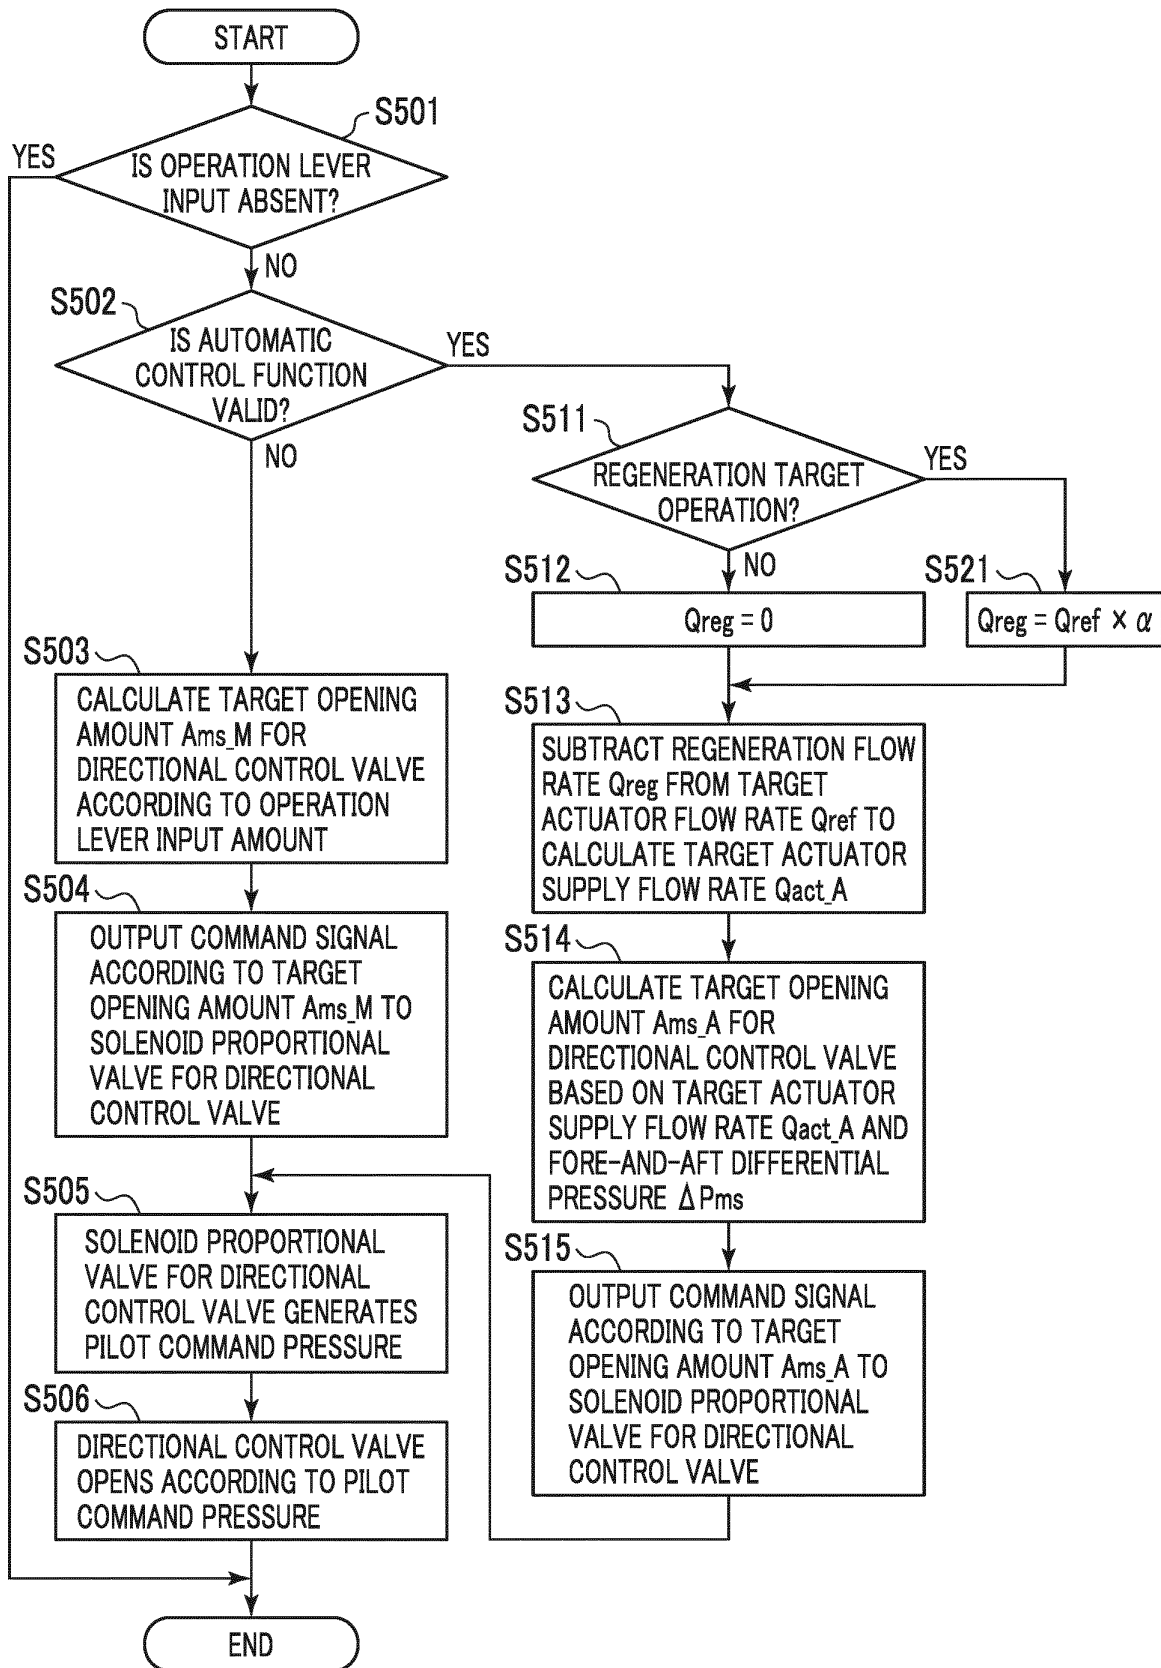 START
S501
YES
IS OPERATION LEVER
INPUT ABSENT?
NO
S502
IS AUTOMATIC
CONTROL FUNCTION
VALID?
YES
NO
S511
REGENERATION TARGET
OPERATION?
YES
NO
S512
Qreg = 0
S521
Qreg = Qref × α
S503
CALCULATE TARGET OPENING
AMOUNT Ams_M FOR
DIRECTIONAL CONTROL VALVE
ACCORDING TO OPERATION
LEVER INPUT AMOUNT
S513
SUBTRACT REGENERATION FLOW
RATE Qreg FROM TARGET
ACTUATOR FLOW RATE Qref TO
CALCULATE TARGET ACTUATOR
SUPPLY FLOW RATE Qact_A
S504
OUTPUT COMMAND SIGNAL
ACCORDING TO TARGET
OPENING AMOUNT Ams_M TO
SOLENOID PROPORTIONAL
VALVE FOR DIRECTIONAL
CONTROL VALVE
S514
CALCULATE TARGET OPENING
AMOUNT Ams_A FOR
DIRECTIONAL CONTROL VALVE
BASED ON TARGET ACTUATOR
SUPPLY FLOW RATE Qact_A AND
FORE-AND-AFT DIFFERENTIAL
PRESSURE ΔPms
S505
SOLENOID PROPORTIONAL
VALVE FOR DIRECTIONAL
CONTROL VALVE GENERATES
PILOT COMMAND PRESSURE
S515
OUTPUT COMMAND SIGNAL
ACCORDING TO TARGET
OPENING AMOUNT Ams_A TO
SOLENOID PROPORTIONAL
VALVE FOR DIRECTIONAL
CONTROL VALVE
S506
DIRECTIONAL CONTROL VALVE
OPENS ACCORDING TO PILOT
COMMAND PRESSURE
END